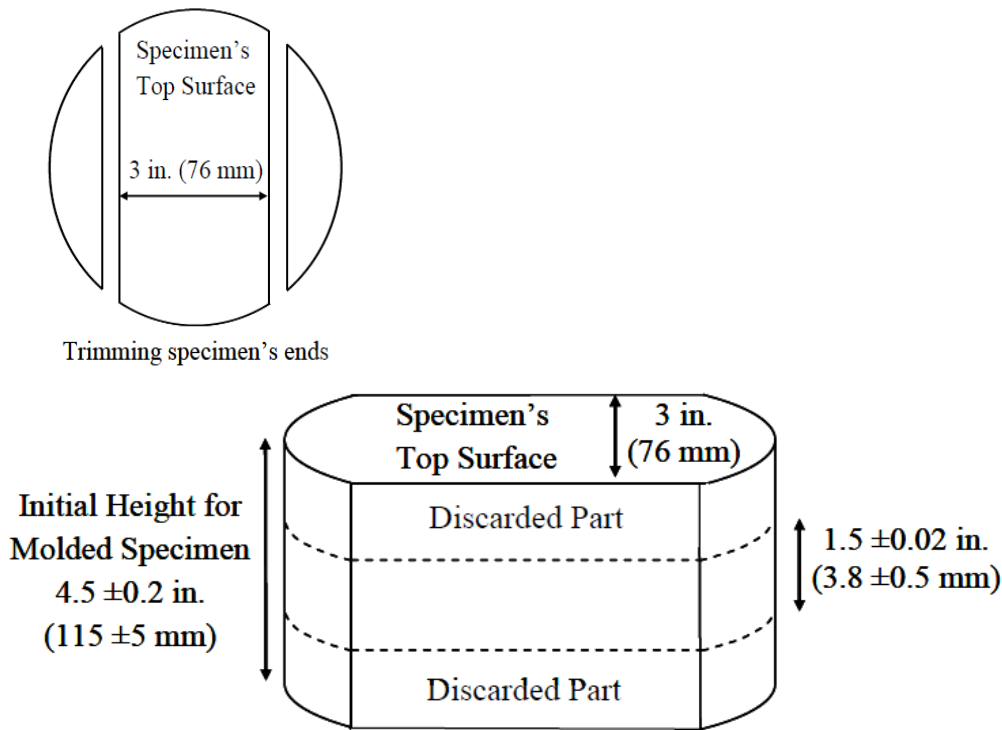 Specimen's
Top Surface
3 in. (76 mm)
Trimming specimen's ends
Specimen's
Top Surface
3 in.
(76 mm)
Initial Height for
Molded Specimen
4.5 ±0.2 in.
(115 ±5 mm)
Discarded Part
1.5 ±0.02 in.
(3.8 ±0.5 mm)
Discarded Part